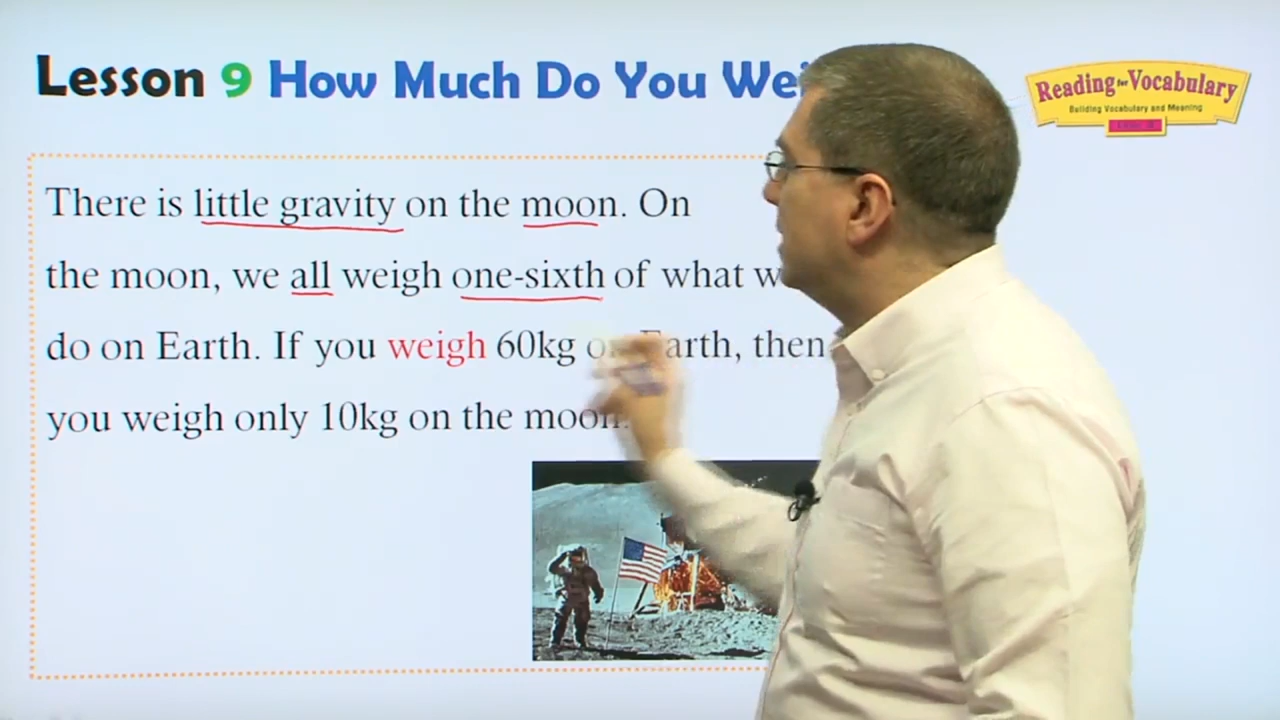 Lesson 9 How Much Do You
Reading for Vocabulary
Building Vocabulary and Meaning
There is little gravity on the moon. On
the moon, we all weigh one-sixth of what
do on Earth. If you weigh 60kg on Earth, then
you weigh only 10kg on the moon.